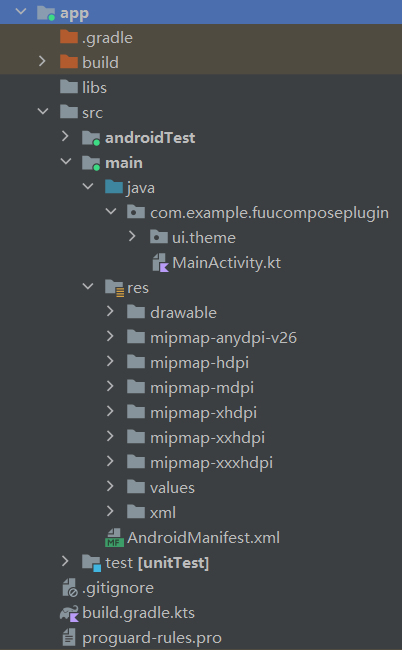 app
.gradle
build
libs
src
androidTest
main
java
com.example.fuucomposeplugin
ui.theme
MainActivity.kt
res
drawable
mipmap-anydpi-v26
mipmap-hdpi
mipmap-mdpi
mipmap-xhdpi
mipmap-xxhdpi
mipmap-xxxhdpi
values
xml
MF AndroidManifest.xml
test [unitTest]
.gitignore
build.gradle.kts
proguard-rules.pro